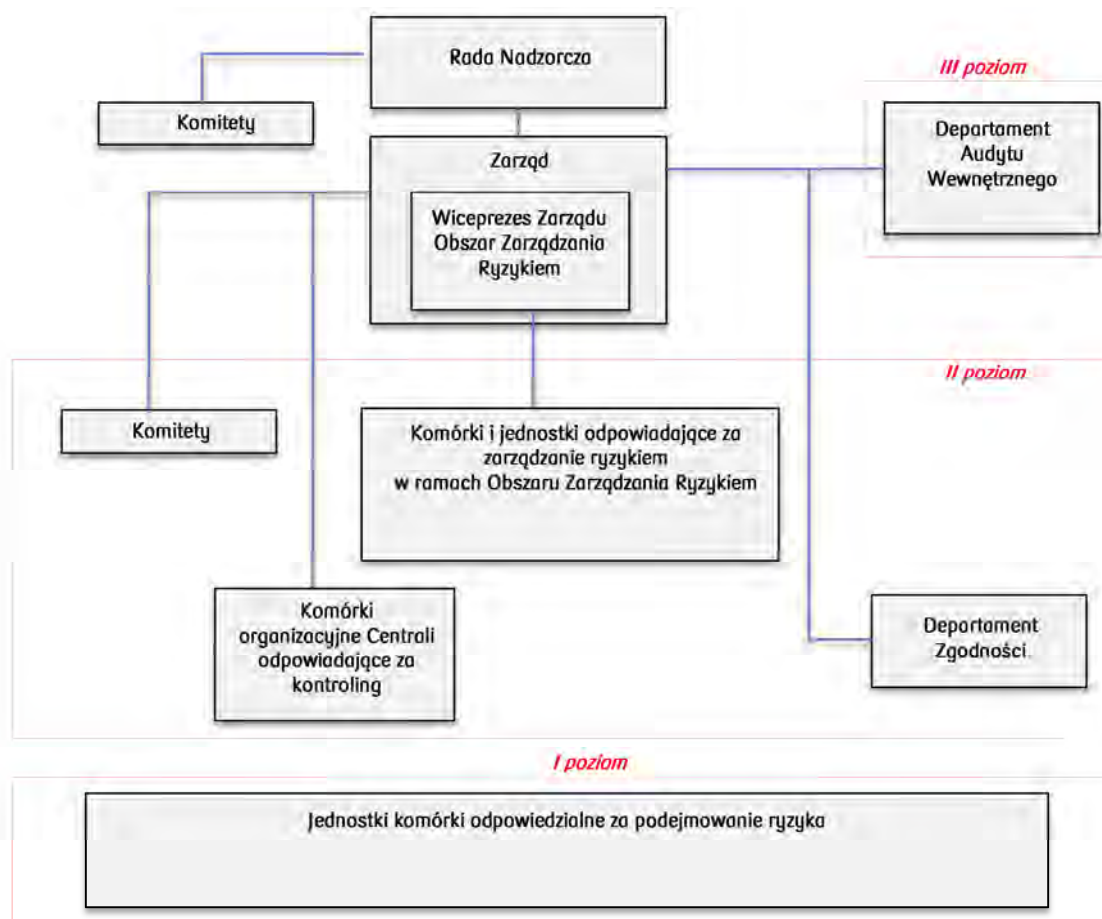 Rada Nadzorcza
III poziom
Komitety
Departament
Audytu
Wewnętrznego
Zarząd
Wiceprezes Zarządu
Obszar Zarządzania
Ryzykiem
II poziom
Komitety
Komórki i jednostki odpowiadające za
zarządzanie ryzykiem
w ramach Obszaru Zarządzania Ryzykiem
Komórki
organizacyjne Centrali
odpowiadające za
kontroling
Departament
Zgodności
I poziom
Jednostki komórki odpowiedzialne za podejmowanie ryzyka